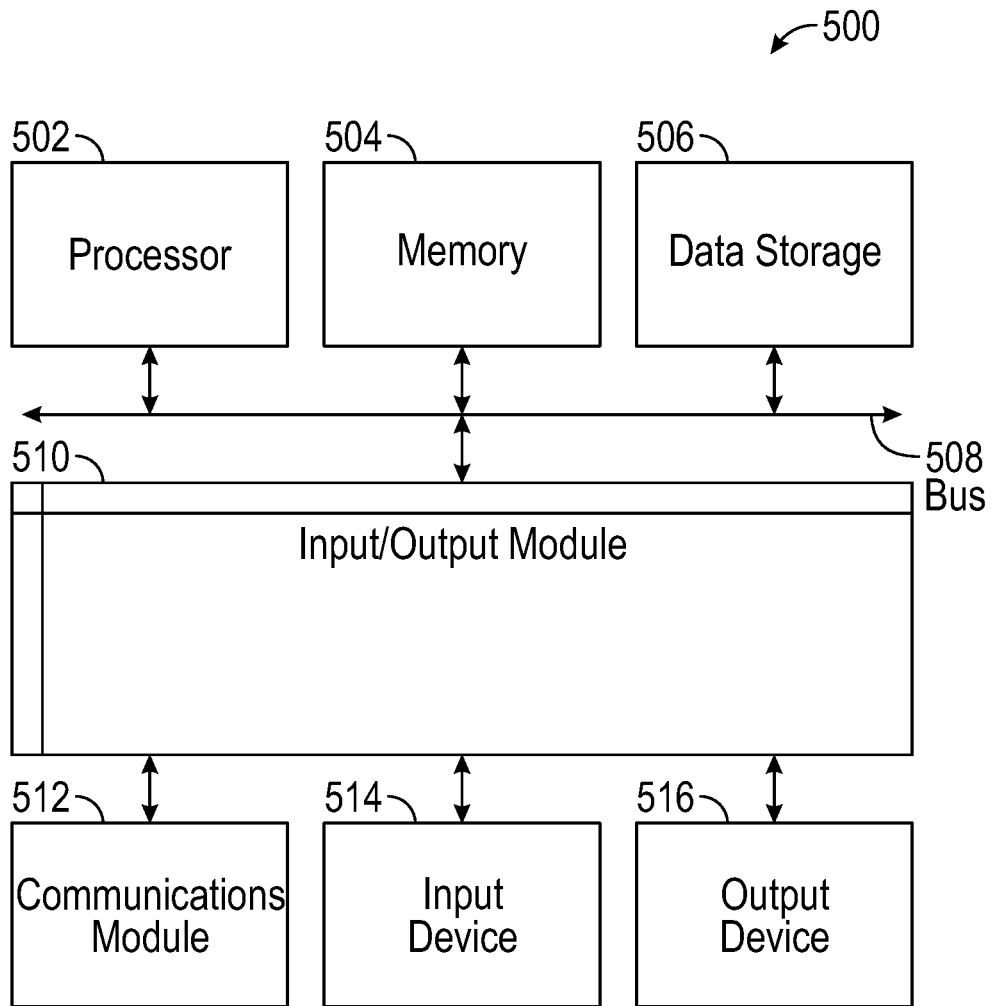 500
502
504
506
Processor
Memory
Data Storage
508
Bus
510
Input/Output Module
512
514
516
Communications
Module
Input
Device
Output
Device